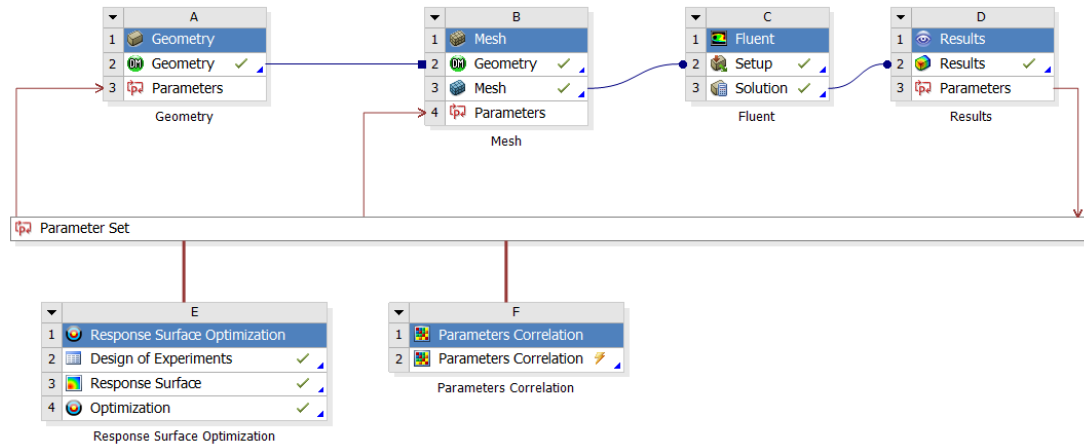 A
1 Geometry
2 Geometry
3 Parameters
Geometry
B
1 Mesh
2 Geometry
3 Mesh
4 Parameters
Mesh
C
1 Fluent
2 Setup
3 Solution
Fluent
D
1 Results
2 Results
3 Parameters
Results
Parameter Set
E
1 Response Surface Optimization
2 Design of Experiments
3 Response Surface
4 Optimization
Response Surface Optimization
F
1 Parameters Correlation
2 Parameters Correlation
Parameters Correlation